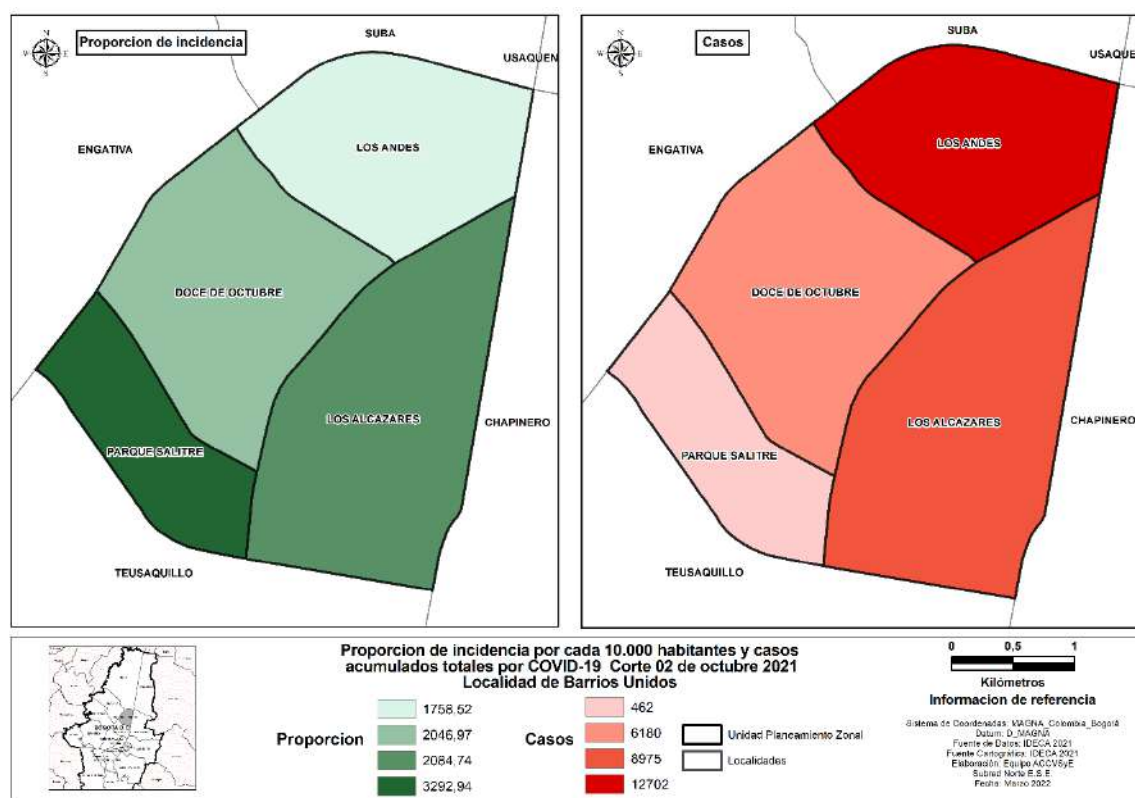 Proporcion de incidencia
N
W
E
S
SUBA
USAQUEN
ENGATIVA
LOS ANDES
DOCE DE OCTUBRE
LOS ALCAZARES
CHAPINERO
PARQUE SALITRE
TEUSAQUILLO
Casos
N
W
E
S
SUBA
USAQUE
ENGATIVA
LOS ANDES
DOCE DE OCTUBRE
LOS ALCAZARES
CHAPINERO
PARQUE SALITRE
TEUSAQUILLO
Proporcion de incidencia por cada 10.000 habitantes y casos
acumulados totales por COVID-19 Corte 02 de octubre 2021
Localidad de Barrios Unidos
Proporcion
1758,52
2046,97
2084,74
3292,94
Casos
462
6180
8975
12702
Unidad Planeamiento Zonal
Localidades
0 0,5 1
Kilómetros
Informacion de referencia
Sistema de Coordenadas: MAGNA_Colombia_Bogotá
Datum: D_MAGNA
Fuente de Datos: IDECA 2021
Fuente Cartográfica: IDECA 2021
Elaboración: Equipo ACCVSyE
Subred Norte E.S.E.
Fecha: Marzo 2022